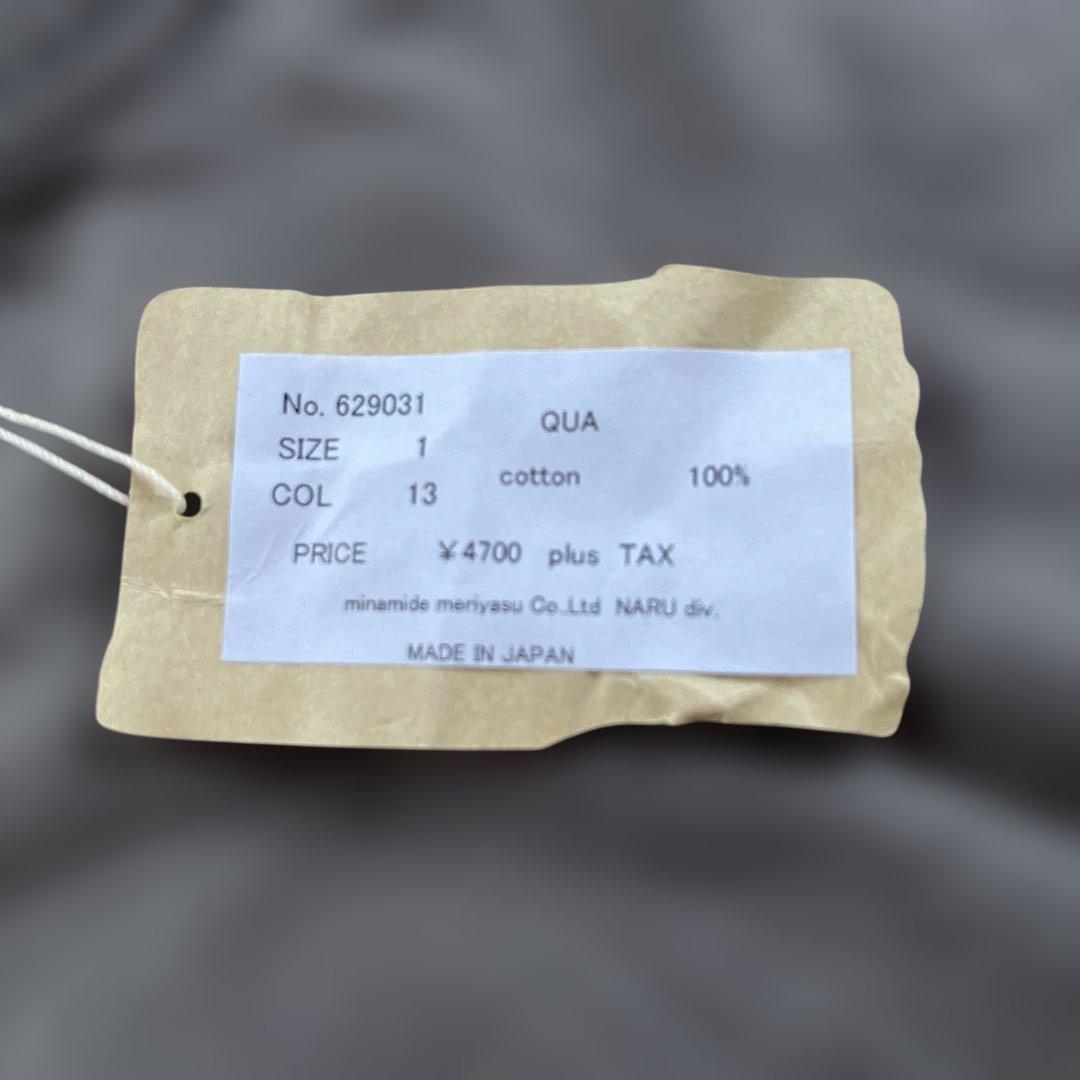 No. 629031
SIZE 1
COL 13
QUA
cotton 100%
PRICE ¥4700 plus TAX
minamide meriyasu Co.Ltd NARU div.
MADE IN JAPAN